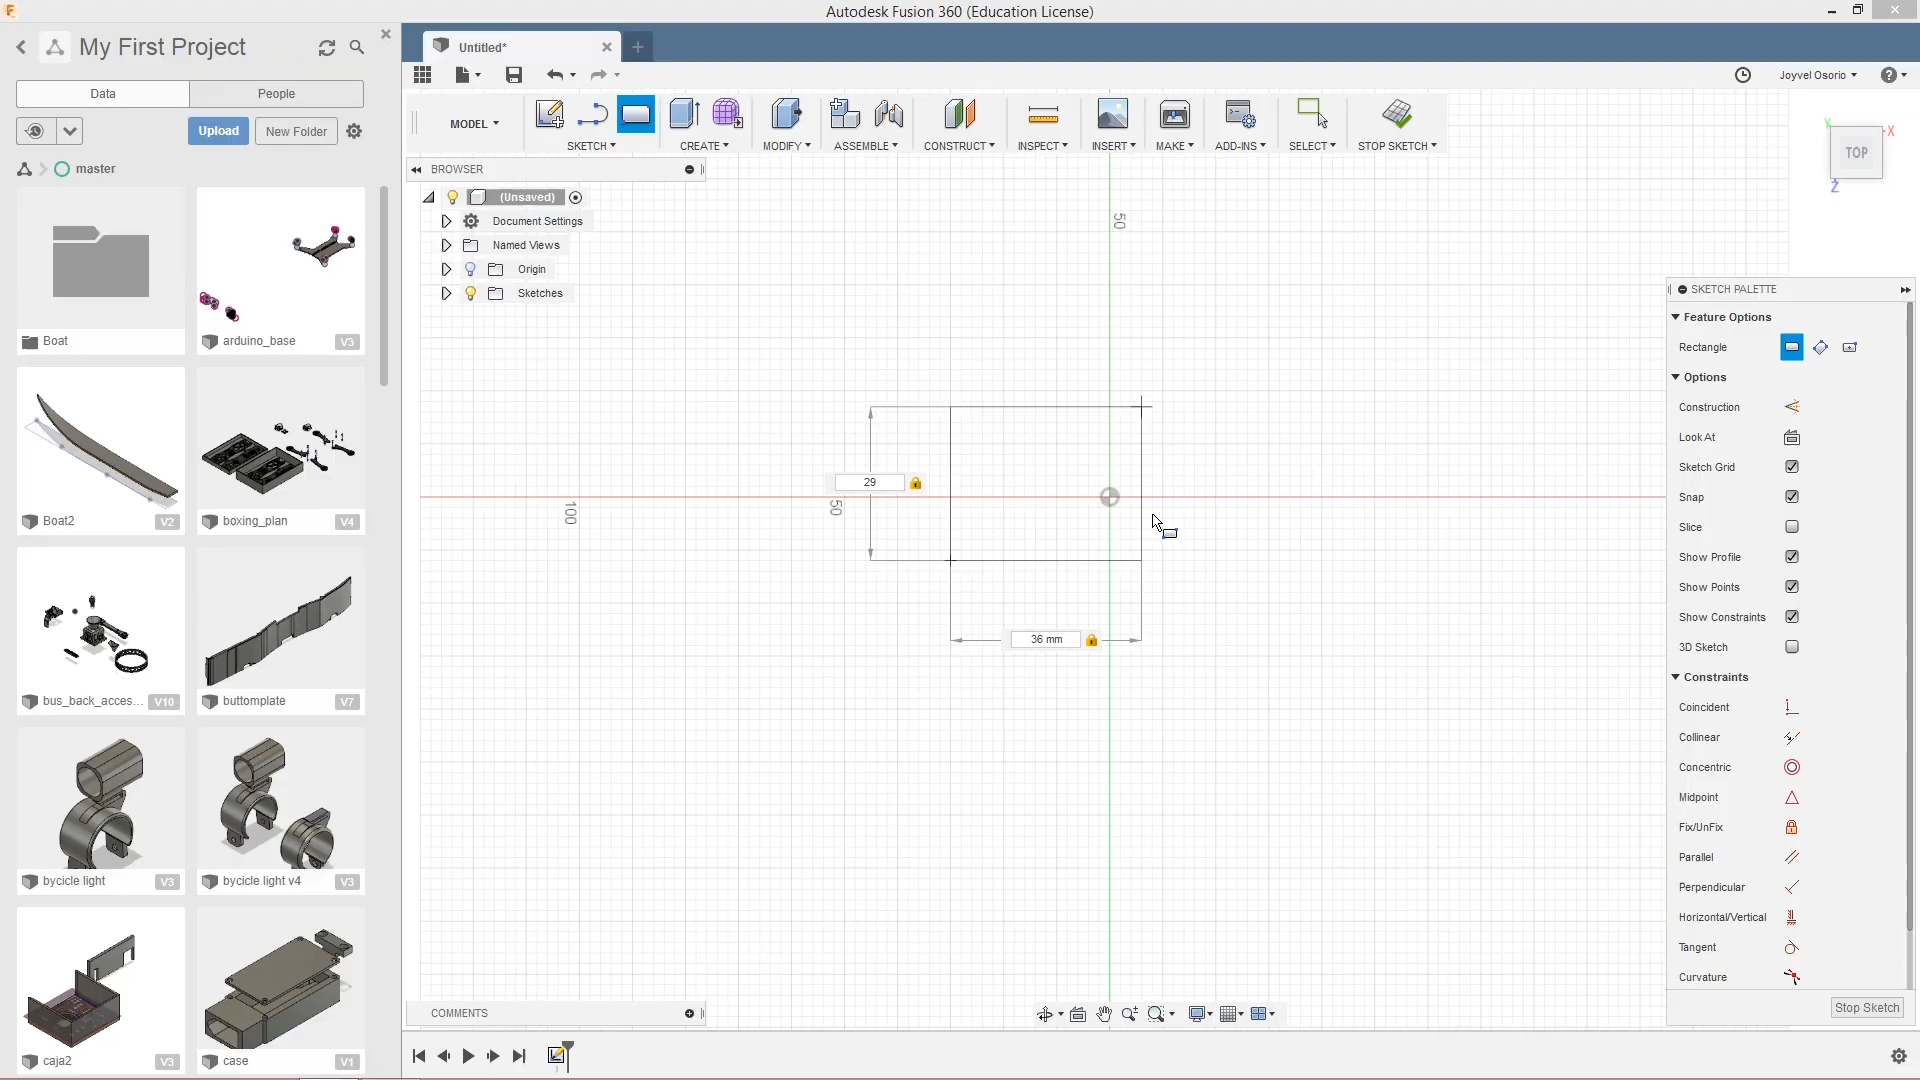 Autodesk Fusion 360 (Education License)
My First Project
Data
People
Upload
New Folder
master
Boat
arduino_base
V3
Boat2
V2
boxing_plan
V4
bus_back_acces...
V10
buttomplate
V7
bycicle light
V3
bycicle light v4
V3
caja2
V3
case
V1
Untitled*
Joyvel Osorio
MODEL
SKETCH
CREATE
MODIFY
ASSEMBLE
CONSTRUCT
INSPECT
INSERT
MAKE
ADD-INS
SELECT
STOP SKETCH
BROWSER
(Unsaved)
Document Settings
Named Views
Origin
Sketches
TOP
X
Y
Z
50
29
50
100
36 mm
SKETCH PALETTE
Feature Options
Rectangle
Options
Construction
Look At
Sketch Grid
Snap
Slice
Show Profile
Show Points
Show Constraints
3D Sketch
Constraints
Coincident
Collinear
Concentric
Midpoint
Fix/UnFix
Parallel
Perpendicular
Horizontal/Vertical
Tangent
Curvature
Stop Sketch
COMMENTS